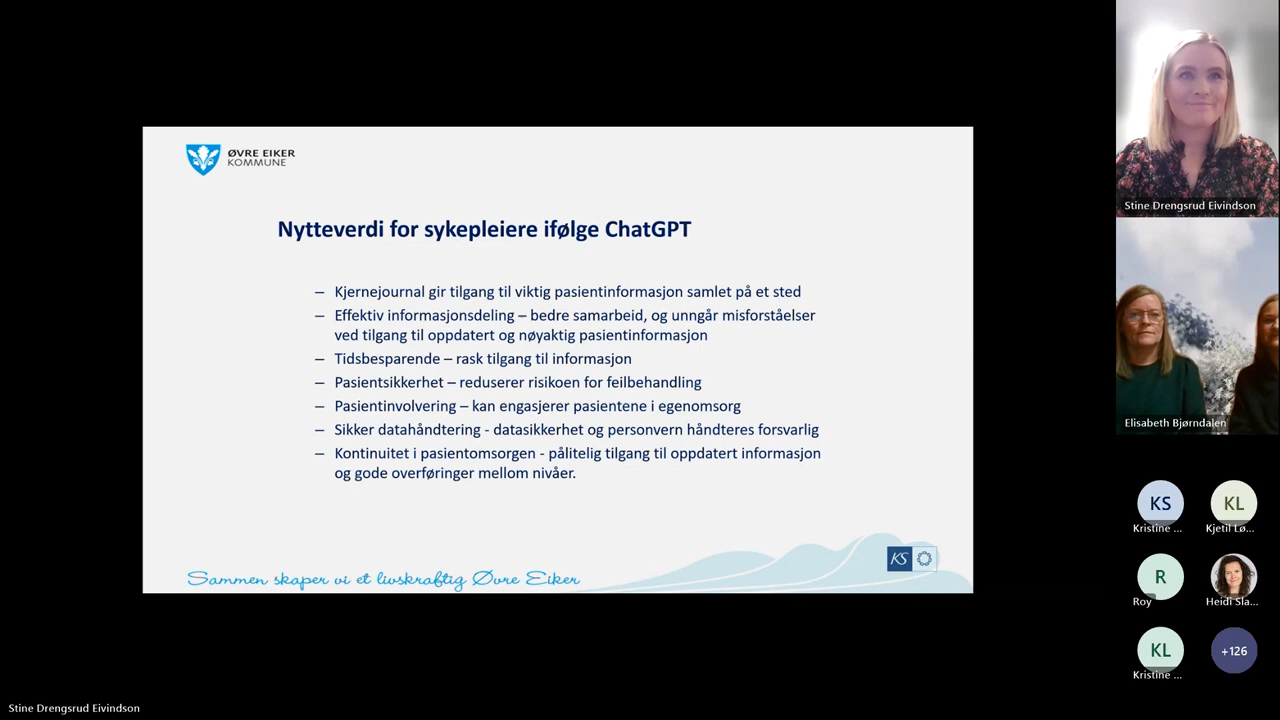 ØVRE EIKER
KOMMUNE
Nytteverdi for sykepleiere ifølge ChatGPT
– Kjernejournal gir tilgang til viktig pasientinformasjon samlet på et sted
– Effektiv informasjonsdeling – bedre samarbeid, og unngår misforståelser
ved tilgang til oppdatert og nøyaktig pasientinformasjon
– Tidsbesparende – rask tilgang til informasjon
– Pasientsikkerhet – reduserer risikoen for feilbehandling
– Pasientinvolvering – kan engasjerer pasientene i egenomsorg
– Sikker datahåndtering - datasikkerhet og personvern håndteres forsvarlig
– Kontinuitet i pasientomsorgen - pålitelig tilgang til oppdatert informasjon
og gode overføringer mellom nivåer.
KS
Sammen skaper vi et livskraftig Øvre Eiker
Stine Drengsrud Eivindson
Elisabeth Bjørndalen
KS
KL
Kristine ...
Kjetil Lø...
R
Roy
Heidi Sla...
KL
+126
Kristine ...
Stine Drengsrud Eivindson